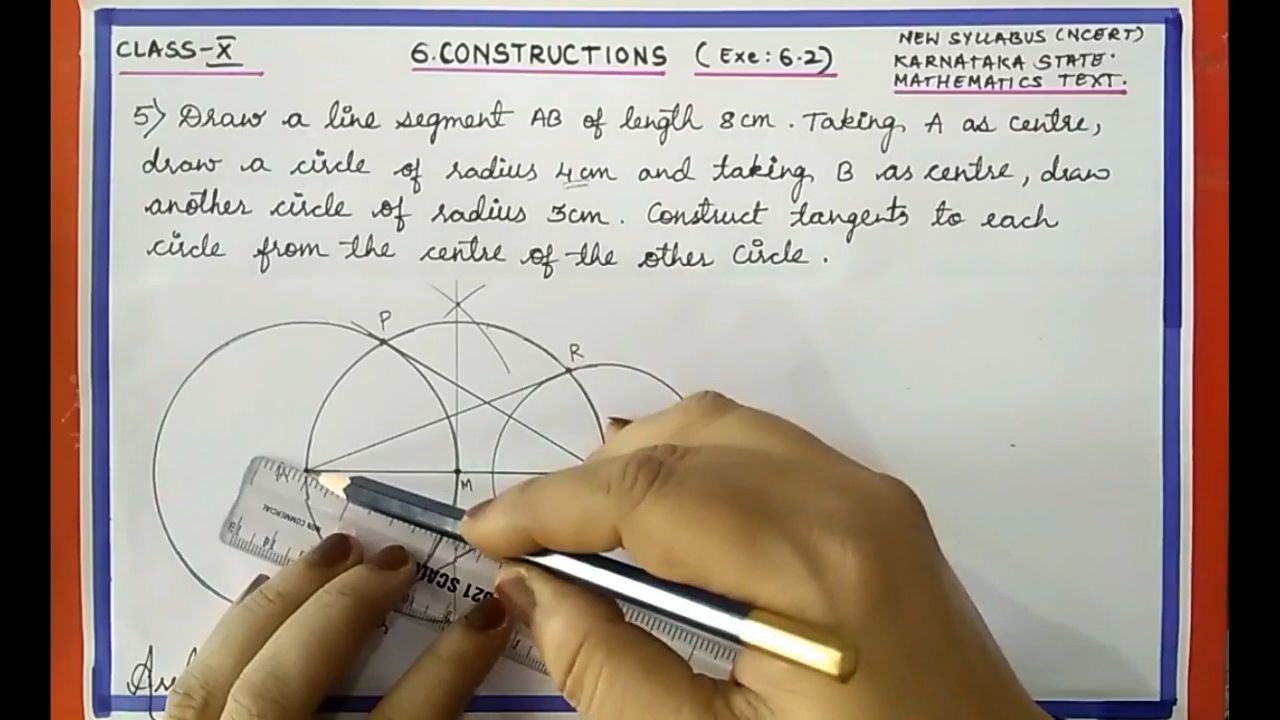 CLASS-X 6.CONSTRUCTIONS (Exe: 6.2) NEW SYLLABUS (NCERT)
KARNATAKA STATE
MATHEMATICS TEXT.
5) Draw a line segment AB of length 8cm. Taking A as centre,
draw a circle of radius 4cm and taking B as centre, draw
another circle of radius 3cm. Construct tangents to each
circle from the centre of the other Circle.
P
R
M
NON COMMERCIAL